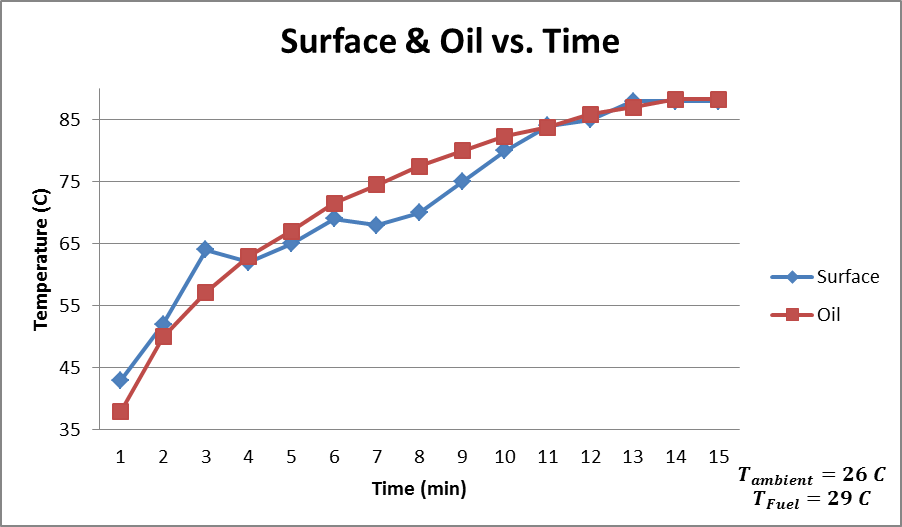 Surface & Oil vs. Time
85
75
65
55
45
35
Temperature (C)
1 2 3 4 5 6 7 8 9 10 11 12 13 14 15
Time (min)
Surface
Oil
T_ambient = 26 C
T_Fuel = 29 C